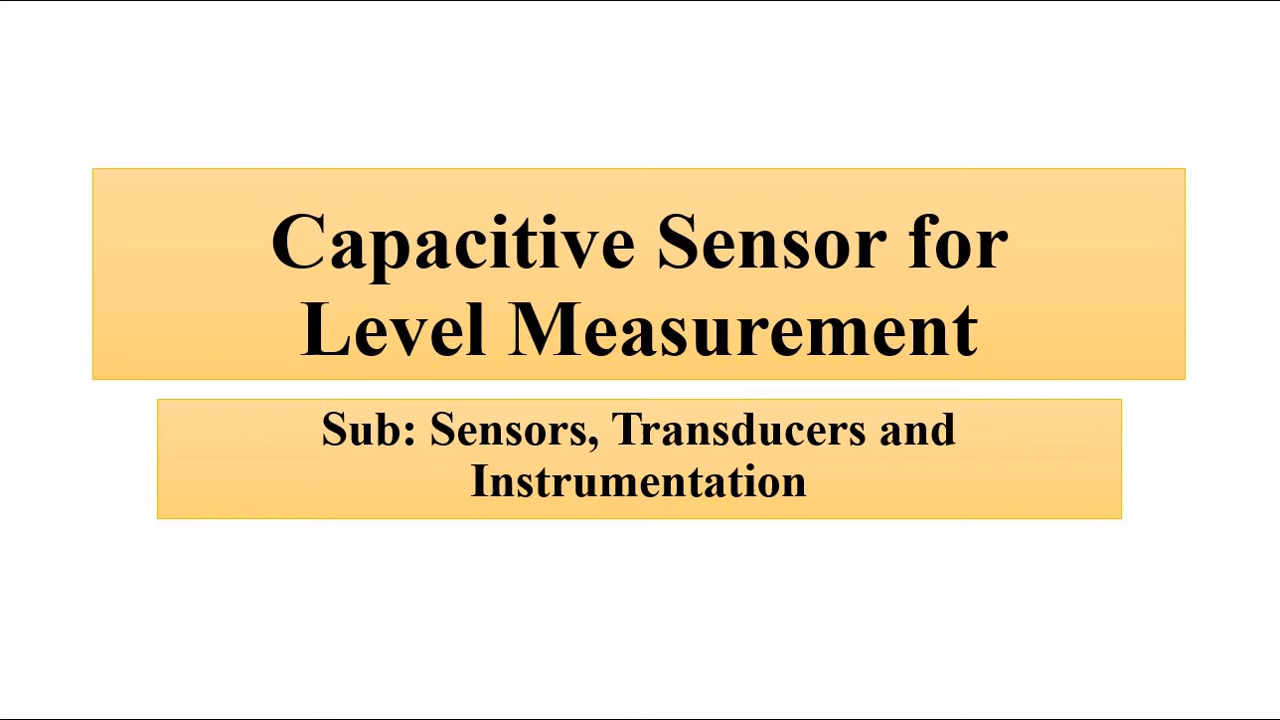 Capacitive Sensor for
Level Measurement
Sub: Sensors, Transducers and
Instrumentation